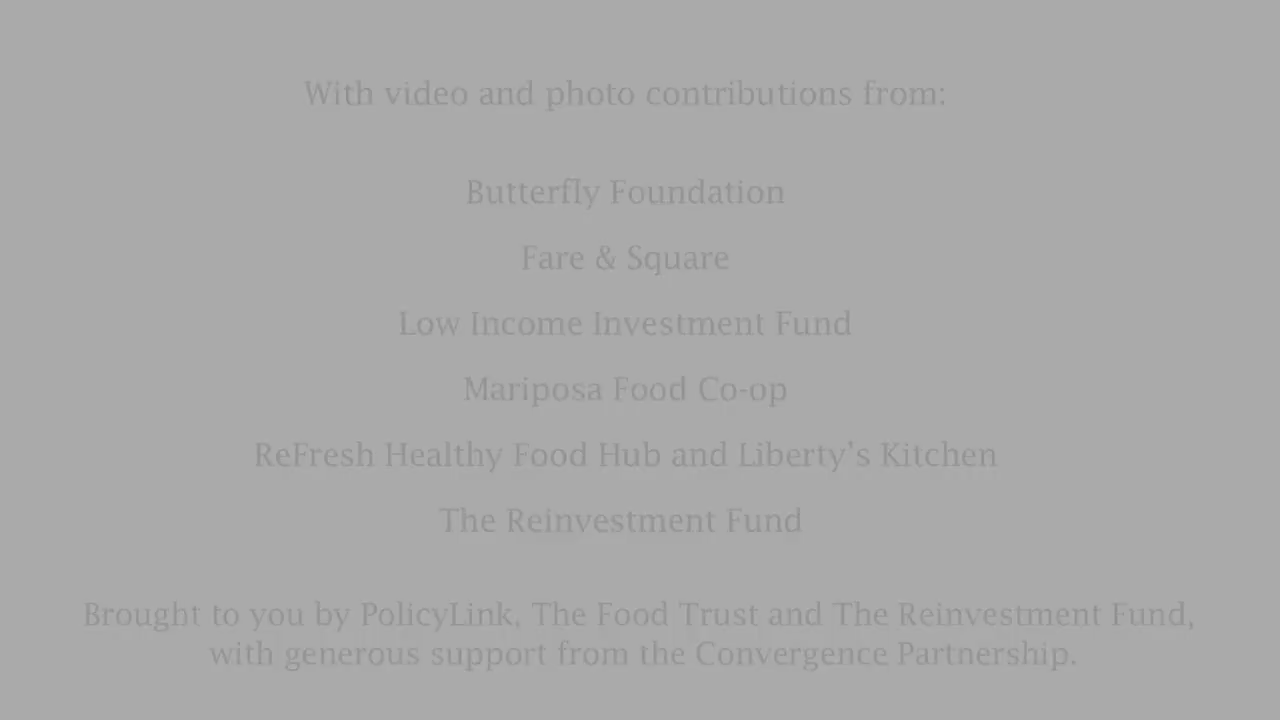 With video and photo contributions from:
Butterfly Foundation
Fare & Square
Low Income Investment Fund
Mariposa Food Co-op
ReFresh Healthy Food Hub and Liberty's Kitchen
The Reinvestment Fund
Brought to you by PolicyLink, The Food Trust and The Reinvestment Fund,
with generous support from the Convergence Partnership.